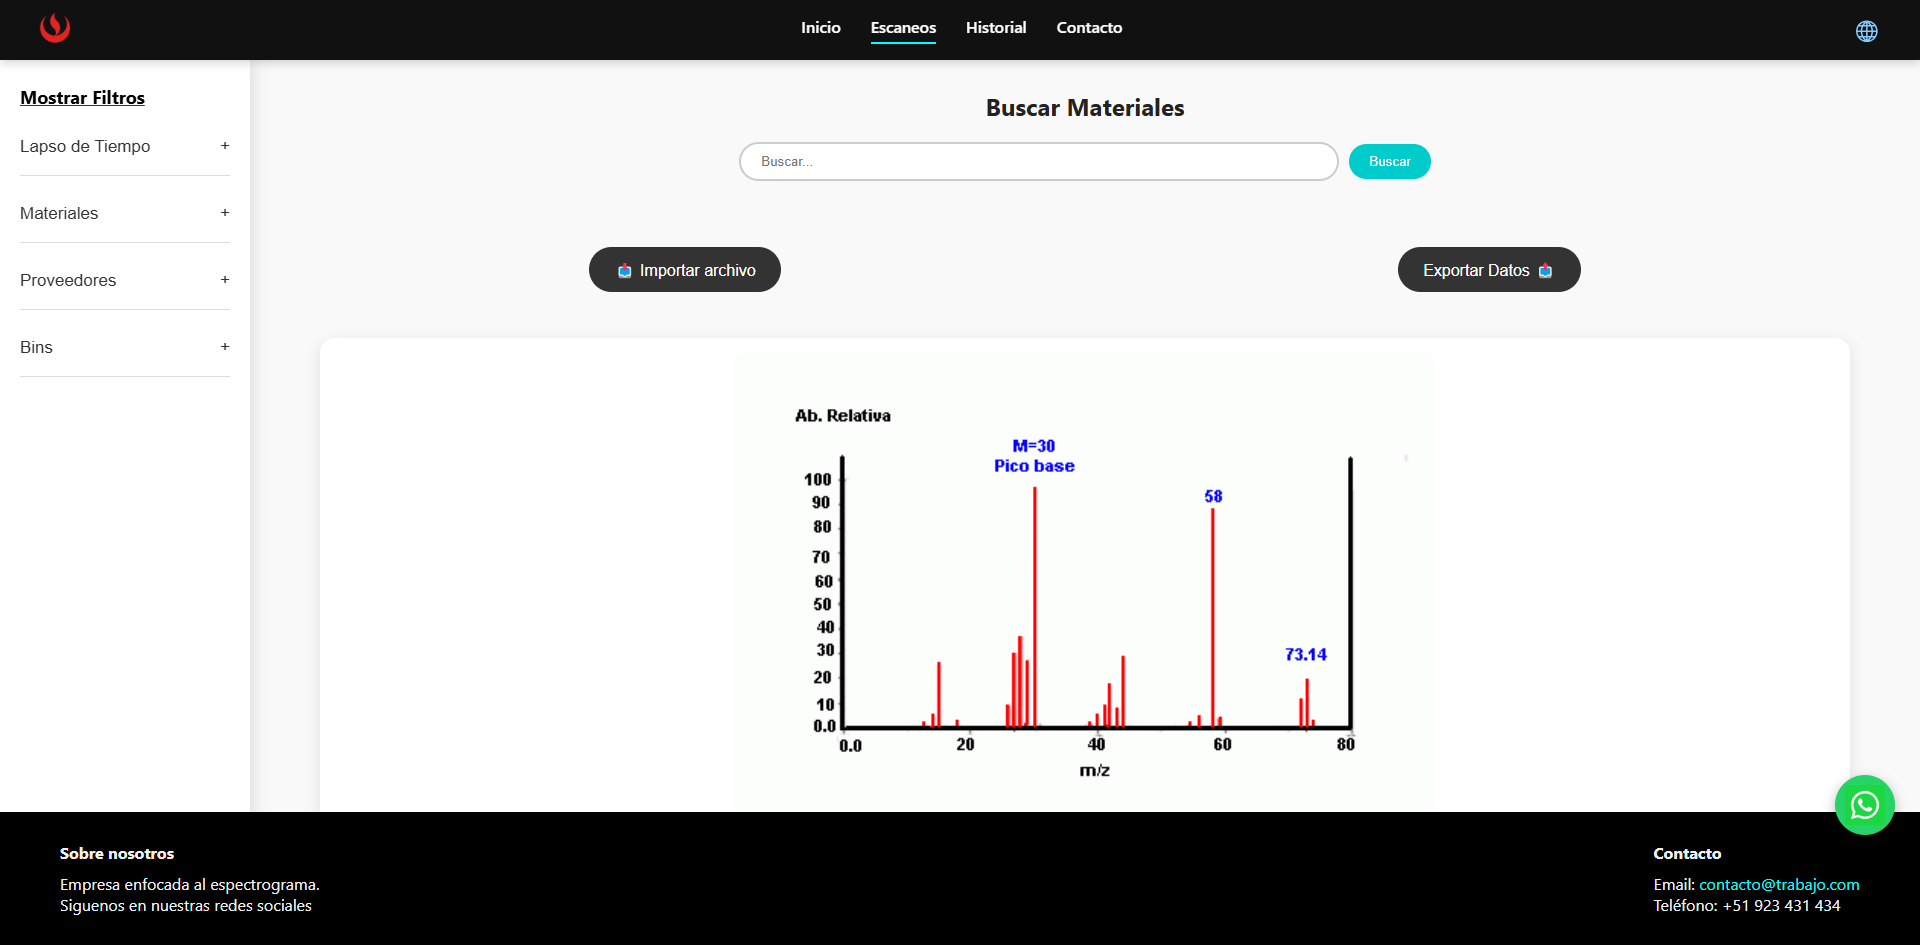 Inicio Escaneos Historial Contacto
Mostrar Filtros
Lapso de Tiempo +
Materiales +
Proveedores +
Bins +
Buscar Materiales
Buscar... Buscar
Importar archivo Exportar Datos
Ab. Relativa
M=30
Pico base
58
73.14
100
90
80
70
60
50
40
30
20
10
0.0
0.0 20 40 60 80
m/z
Sobre nosotros
Empresa enfocada al espectrograma.
Siguenos en nuestras redes sociales
Contacto
Email: contacto@trabajo.com
Teléfono: +51 923 431 434